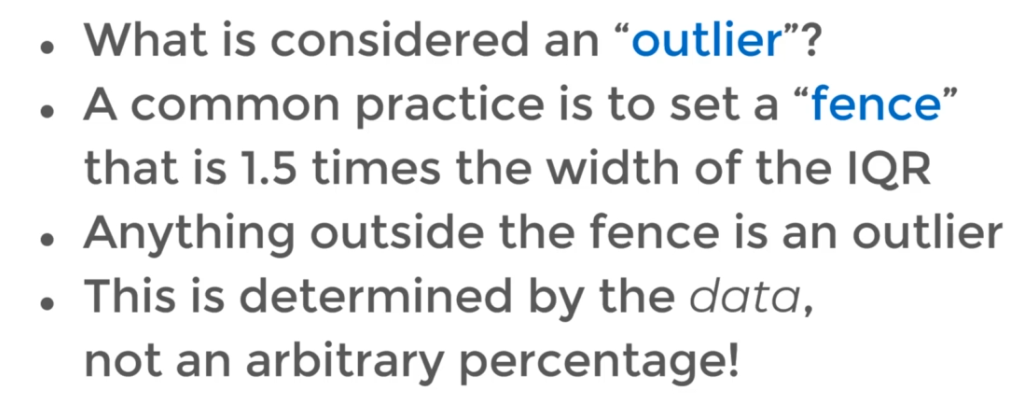 • What is considered an “outlier”?
• A common practice is to set a “fence”
that is 1.5 times the width of the IQR
• Anything outside the fence is an outlier
• This is determined by the data,
not an arbitrary percentage!